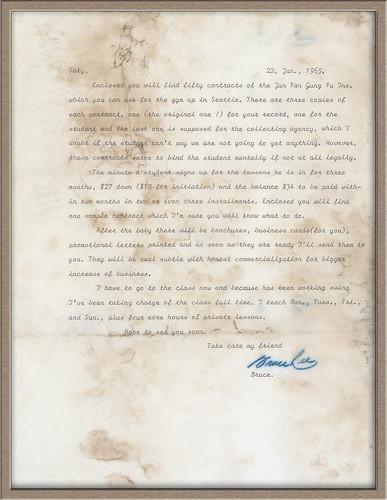 Taky, 22, Jan., 1965.
Enclosed you will find fifty contracts of the Jun Fan Gung Fu Ins.
which you can use for the gym up in Seattle. There are three copies of
each contract, one (the original one !) for your record, one for the
student and the last one is supposed for the collecting agency, which I
doubt if the student can't pay we are not going to get anything. However,
these contracts serve to bind the student mentally if not at all legally.
The minute a student signs up for the lessons he is in for three
months, $27 down ($10 for initiation) and the balance $34 to be paid with-
in two months in two or even three installments. Enclosed you will find
one sample contract which I'm sure you will know what to do.
After the baby there will be brochures, business cards(for you),
promotional letters printed and as soon as they are ready I'll send them to
you. They will be real subtle with honest commercialization for bigger
increase of business.
I have to go to the class now and because has been working swing
I've been taking charge of the class full time. I teach Mon., Tues., Fri.,
and Sun., plus four more hours of private lessons.
Hope to see you soon.
Take care my friend
Bruce Lee
Bruce.